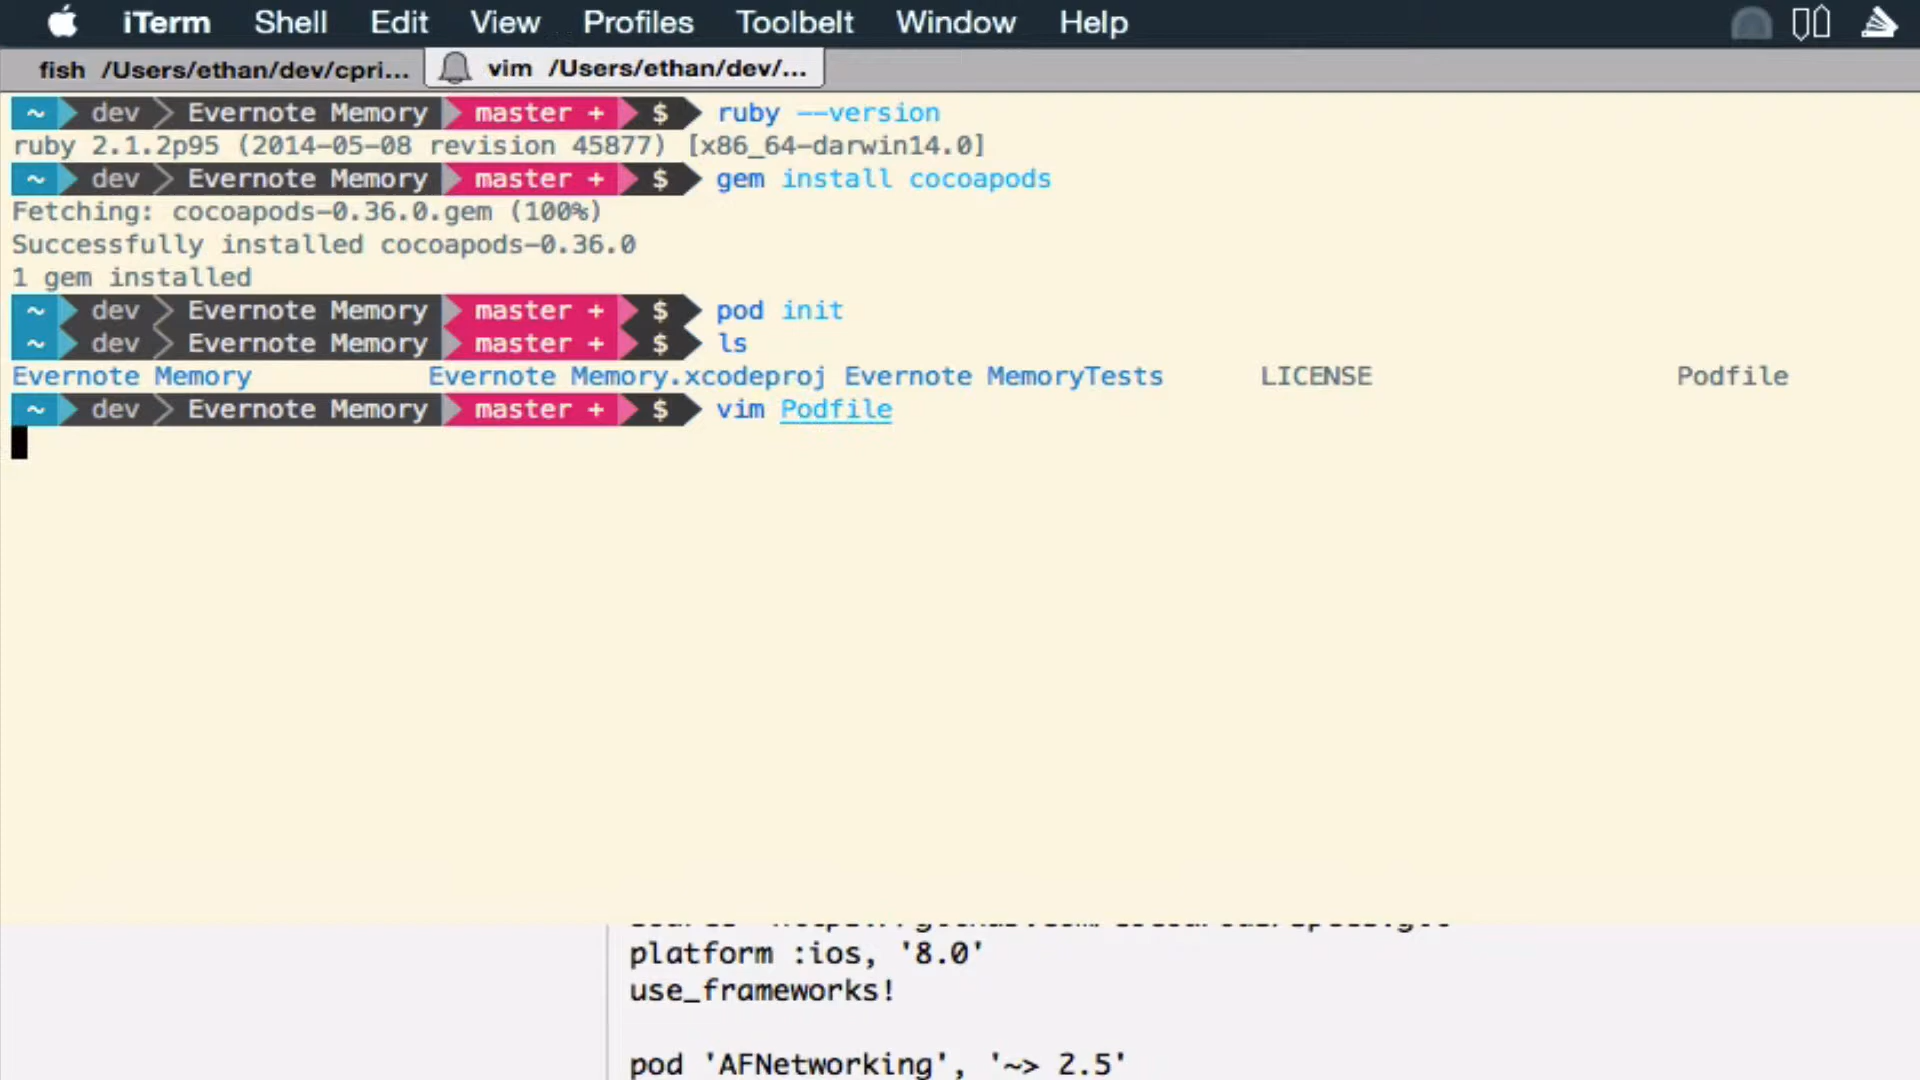 iTerm Shell Edit View Profiles Toolbelt Window Help
fish /Users/ethan/dev/cpri... vim /Users/ethan/dev/...
~ dev Evernote Memory master + $ ruby --version
ruby 2.1.2p95 (2014-05-08 revision 45877) [x86_64-darwin14.0]
~ dev Evernote Memory master + $ gem install cocoapods
Fetching: cocoapods-0.36.0.gem (100%)
Successfully installed cocoapods-0.36.0
1 gem installed
~ dev Evernote Memory master + $ pod init
~ dev Evernote Memory master + $ ls
Evernote Memory Evernote Memory.xcodeproj Evernote MemoryTests LICENSE Podfile
~ dev Evernote Memory master + $ vim Podfile
platform :ios, '8.0'
use_frameworks!
pod 'AFNetworking', '~> 2.5'